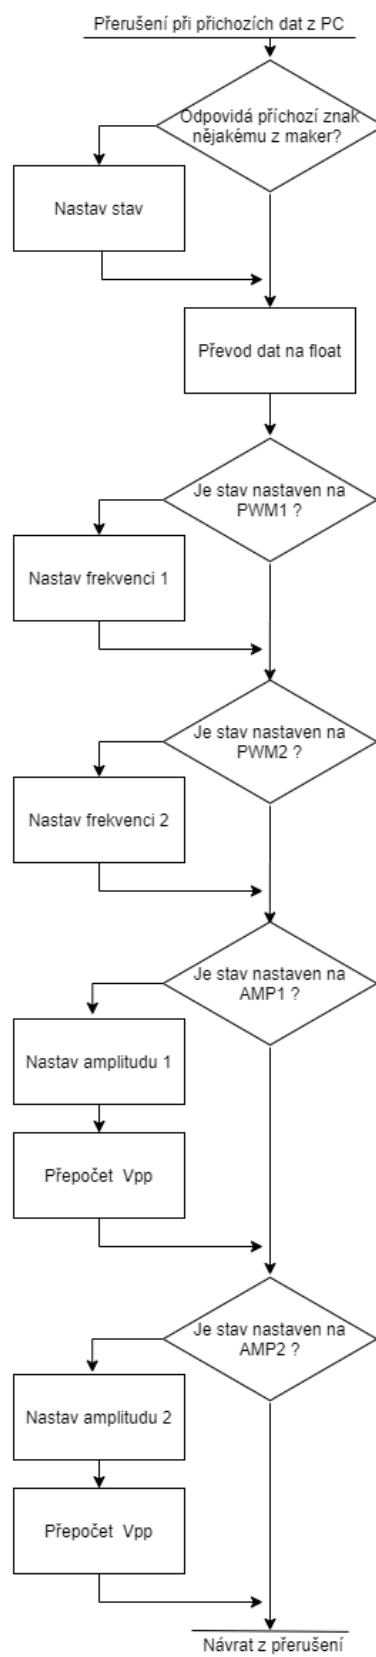 Přerušení při přichozích dat z PC
Odpovidá příchozí znak
nějakému z maker?
Nastav stav
Převod dat na float
Je stav nastaven na
PWM1 ?
Nastav frekvenci 1
Je stav nastaven na
PWM2 ?
Nastav frekvenci 2
Je stav nastaven na
AMP1 ?
Nastav amplitudu 1
Přepočet Vpp
Je stav nastaven na
AMP2 ?
Nastav amplitudu 2
Přepočet Vpp
Návrat z přerušení